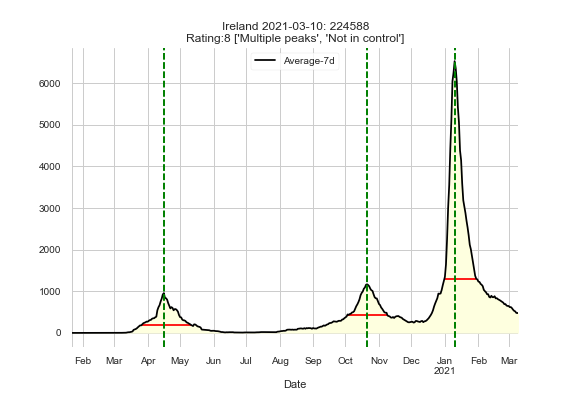 Ireland 2021-03-10: 224588
Rating:8 ['Multiple peaks', 'Not in control']
Average-7d
6000
5000
4000
3000
2000
1000
0
Feb Mar Apr May Jun Jul Aug Sep Oct Nov Dec Jan Feb Mar
2021
Date